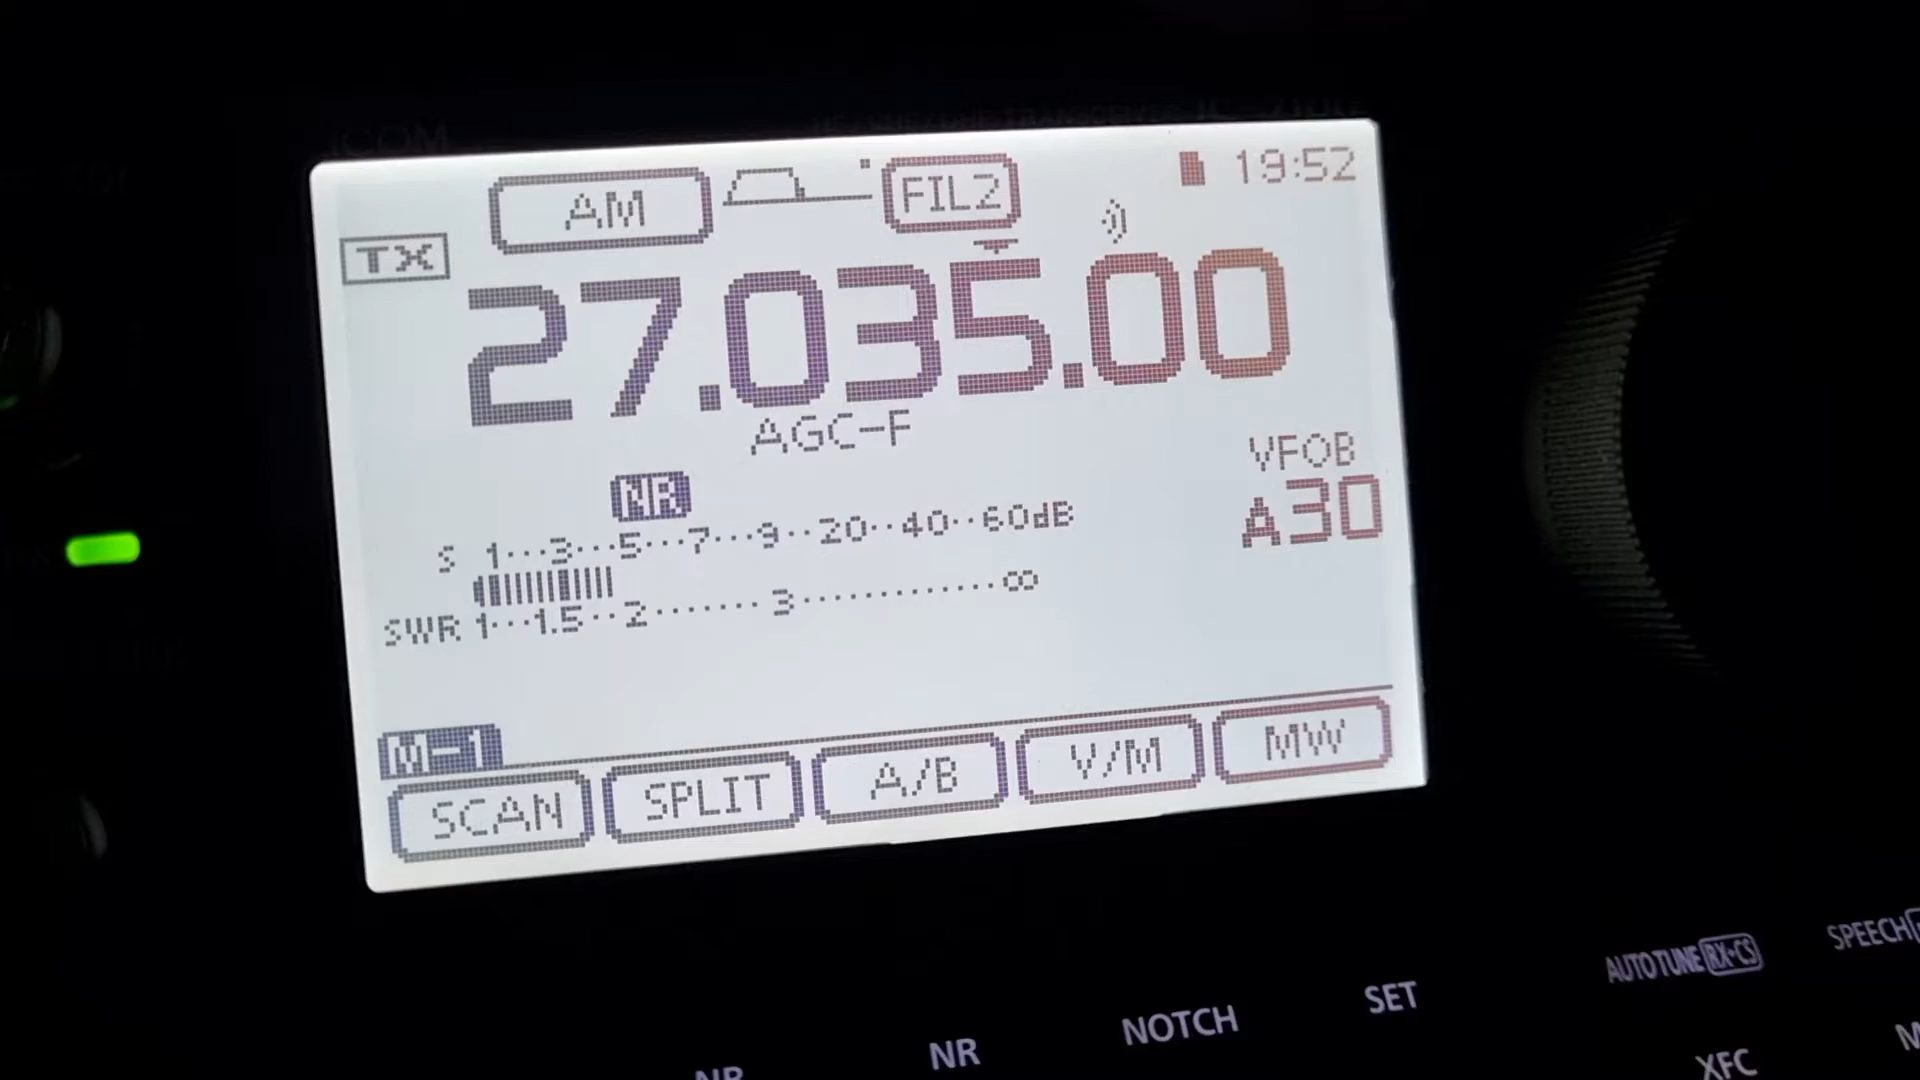 ICOM
AM FIL2 19:52
TX
27.035.00
AGC-F
VFOB
NR A30
S 1···3···5···7···9··20··40··60dB
SWR 1···1.5··2·······3············∞
M-1
SCAN SPLIT A/B V/M MW
NR NR NOTCH SET AUTOTUNE RX→CS SPEECH
XFC